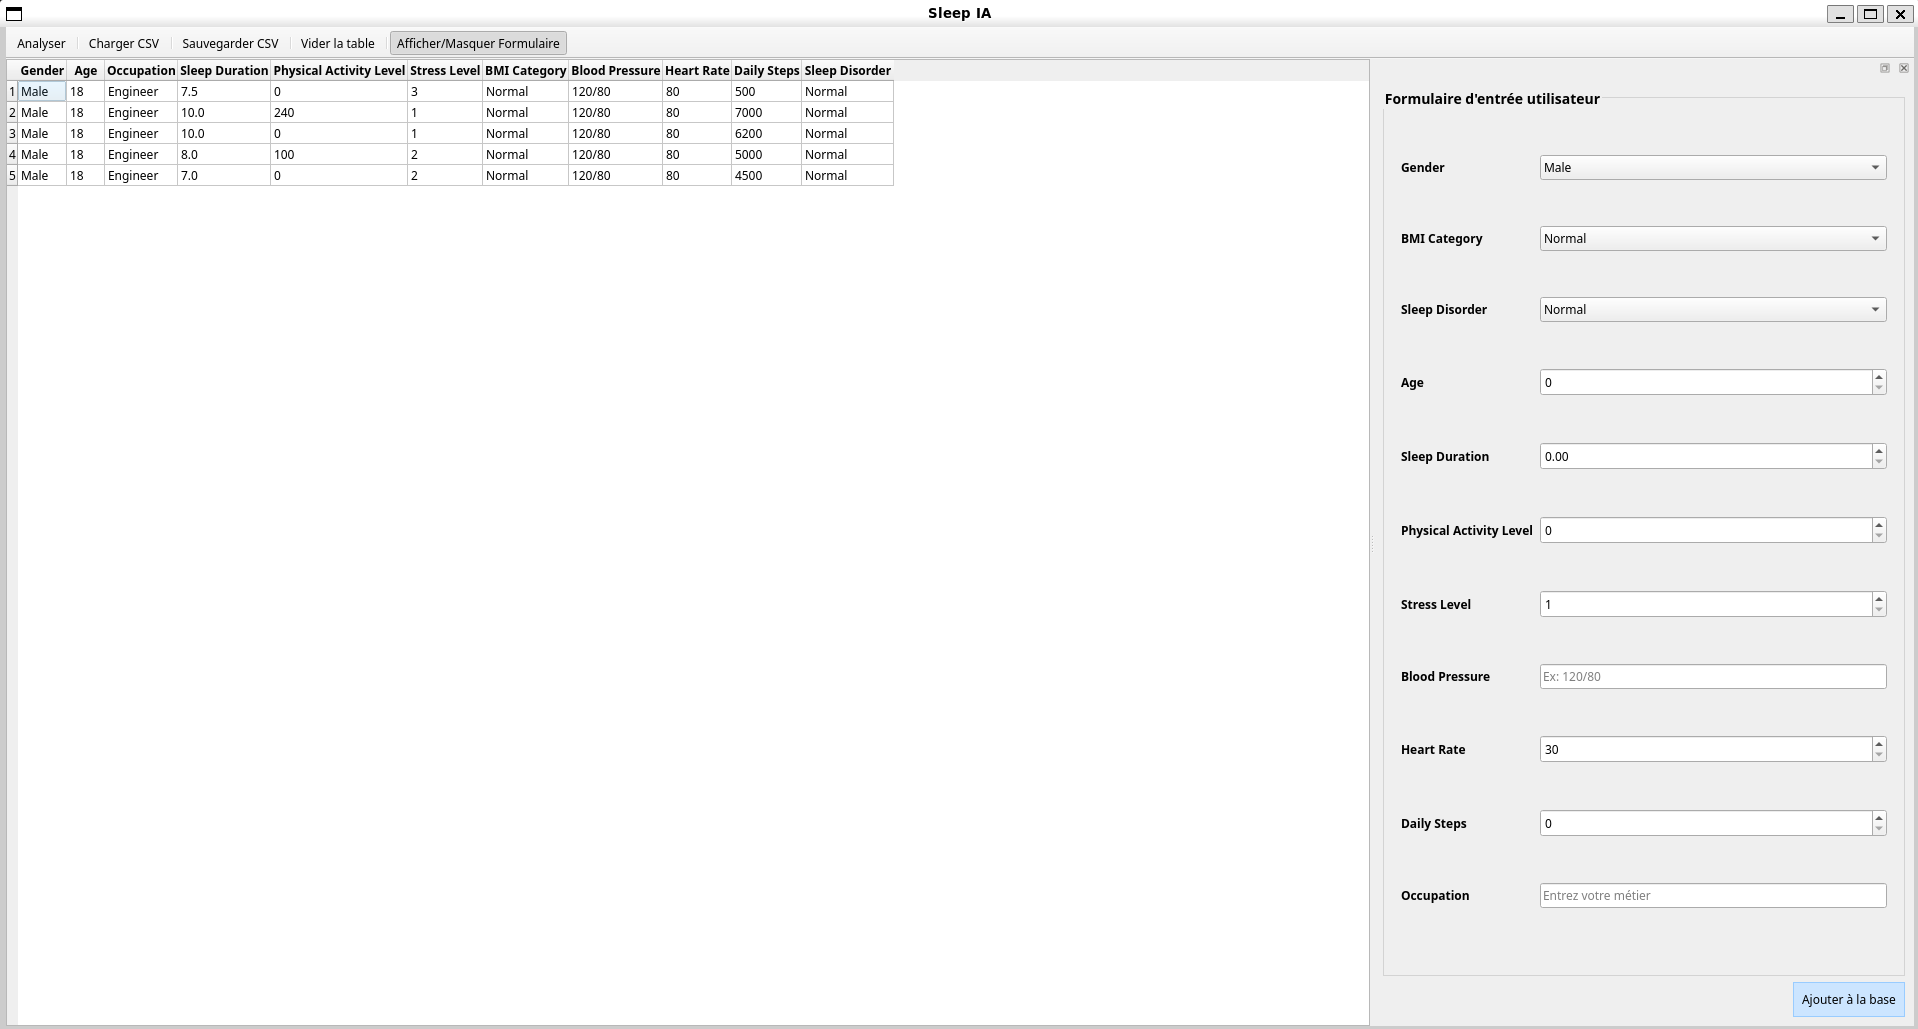 Sleep IA
Analyser Charger CSV Sauvegarder CSV Vider la table Afficher/Masquer Formulaire
Gender Age Occupation Sleep Duration Physical Activity Level Stress Level BMI Category Blood Pressure Heart Rate Daily Steps Sleep Disorder
1 Male 18 Engineer 7.5 0 3 Normal 120/80 80 500 Normal
2 Male 18 Engineer 10.0 240 1 Normal 120/80 80 7000 Normal
3 Male 18 Engineer 10.0 0 1 Normal 120/80 80 6200 Normal
4 Male 18 Engineer 8.0 100 2 Normal 120/80 80 5000 Normal
5 Male 18 Engineer 7.0 0 2 Normal 120/80 80 4500 Normal
Formulaire d'entrée utilisateur
Gender Male
BMI Category Normal
Sleep Disorder Normal
Age 0
Sleep Duration 0.00
Physical Activity Level 0
Stress Level 1
Blood Pressure Ex: 120/80
Heart Rate 30
Daily Steps 0
Occupation Entrez votre métier
Ajouter à la base